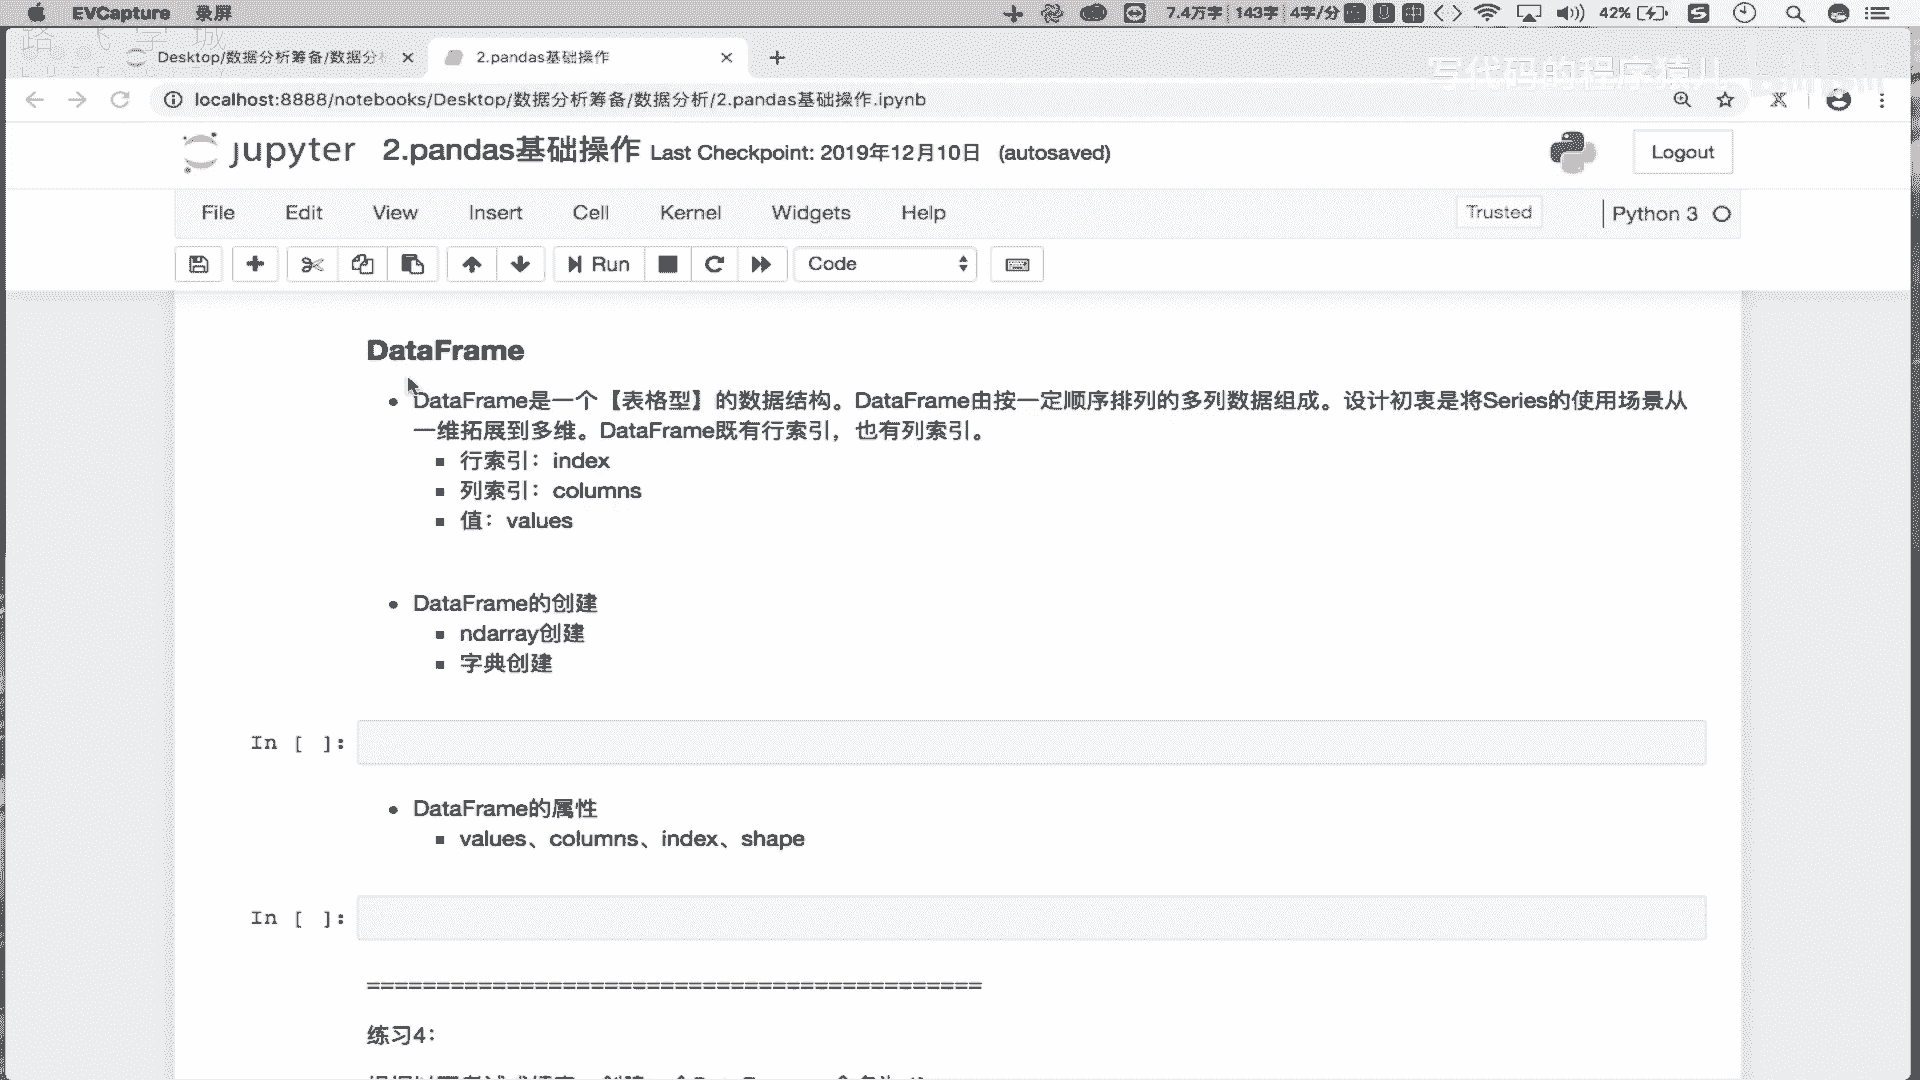 EVCapture 录屏 7.4万字 143字 4字/分 42%
路飞学城
Desktop/数据分析筹备/数据分析
2.pandas基础操作
写代码的程序猿儿
localhost:8888/notebooks/Desktop/数据分析筹备/数据分析/2.pandas基础操作.ipynb
jupyter 2.pandas基础操作 Last Checkpoint: 2019年12月10日 (autosaved)
Logout
File Edit View Insert Cell Kernel Widgets Help Trusted Python 3
Run Code
DataFrame
DataFrame是一个【表格型】的数据结构。DataFrame由按一定顺序排列的多列数据组成。设计初衷是将Series的使用场景从
一维拓展到多维。DataFrame既有行索引，也有列索引。
行索引：index
列索引：columns
值：values
DataFrame的创建
ndarray创建
字典创建
In [ ]:
DataFrame的属性
values、columns、index、shape
In [ ]:
============================================
练习4：